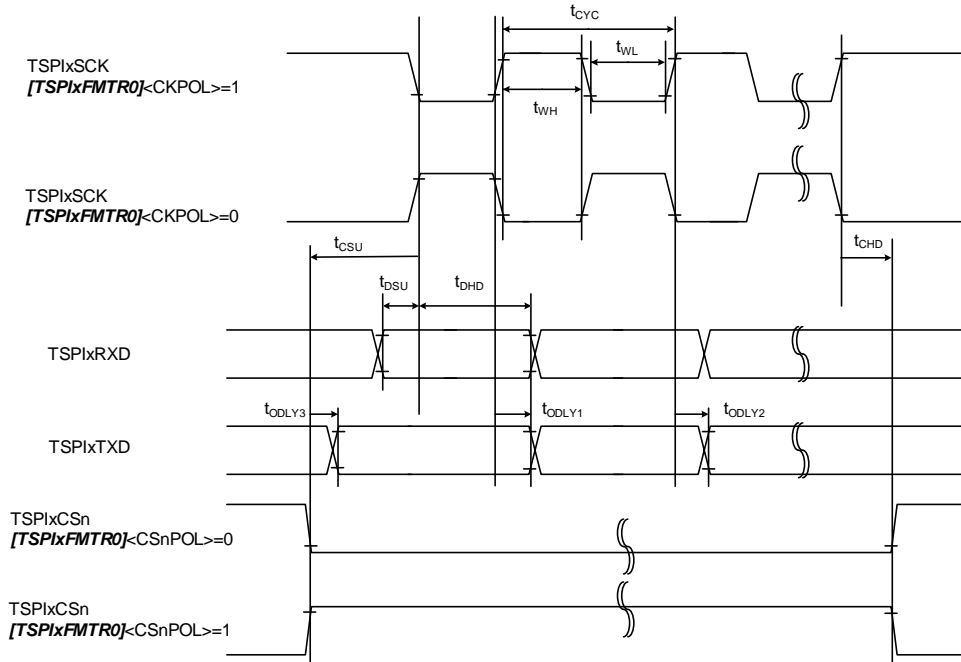 tCYC
tWL
TSPIxSCK
[TSPIxFMTR0]<CKPOL>=1
tWH
TSPIxSCK
[TSPIxFMTR0]<CKPOL>=0
tCSU
tCHD
tDSU
tDHD
TSPIxRXD
tODLY3
tODLY1
tODLY2
TSPIxTXD
TSPIxCSn
[TSPIxFMTR0]<CSnPOL>=0
TSPIxCSn
[TSPIxFMTR0]<CSnPOL>=1